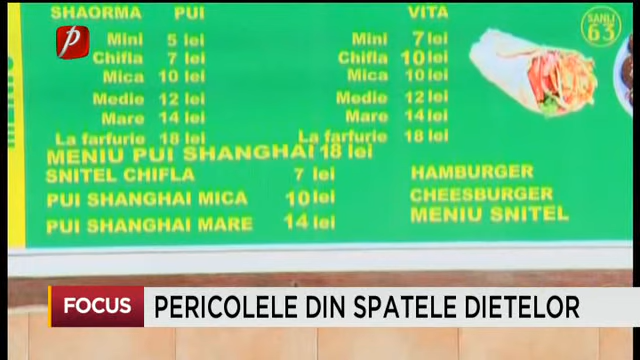 SHAORMA PUI VITA
Mini 5 lei Mini 7 lei
Chifla 7 lei Chifla 10 lei
Mica 10 lei Mica 10 lei
Medie 12 lei Medie 12 lei
Mare 14 lei Mare 14 lei
La farfurie 18 lei La farfurie 18 lei
MENIU PUI SHANGHAI 18 lei
SNITEL CHIFLA 7 lei HAMBURGER
PUI SHANGHAI MICA 10 lei CHEESBURGER
PUI SHANGHAI MARE 14 lei MENIU SNITEL
SANLI
63
p
FOCUS PERICOLELE DIN SPATELE DIETELOR